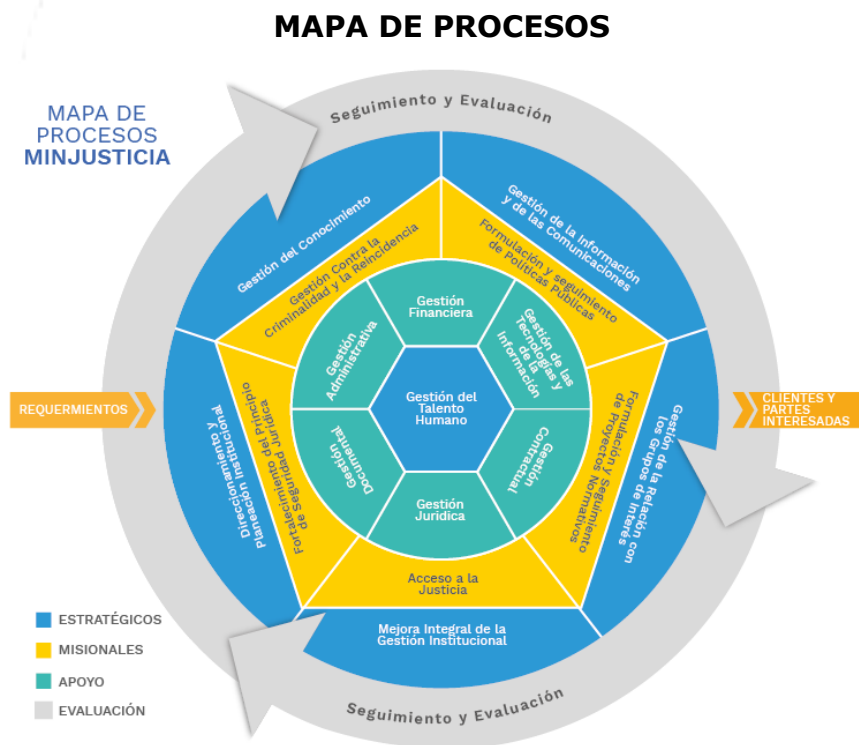 MAPA DE PROCESOS
MAPA DE
PROCESOS
MINJUSTICIA
Seguimiento y Evaluación
Gestión del Conocimiento
Gestión de la Información
y de las Comunicaciones
Gestión Contra la
Criminalidad y la Reincidencia
Formulación y seguimiento
de Políticas Públicas
Gestión
Financiera
Gestión
Administrativa
Gestión de las
Tecnologías y
de la
Información
REQUERMIENTOS
Direccionamiento y
Planeación Institucional
Fortalecimiento del Principio
de Seguridad Jurídica
Gestión del
Talento
Humano
Formulación y Seguimiento
de Proyectos Normativos
Gestión de la Relación con
los Grupos de Interés
CLIENTES Y
PARTES
INTERESADAS
Gestión
Documental
Gestión
Contractual
Gestión
Jurídica
Acceso a la
Justicia
Mejora Integral de la
Gestión Institucional
ESTRATÉGICOS
MISIONALES
APOYO
EVALUACIÓN
Seguimiento y Evaluación